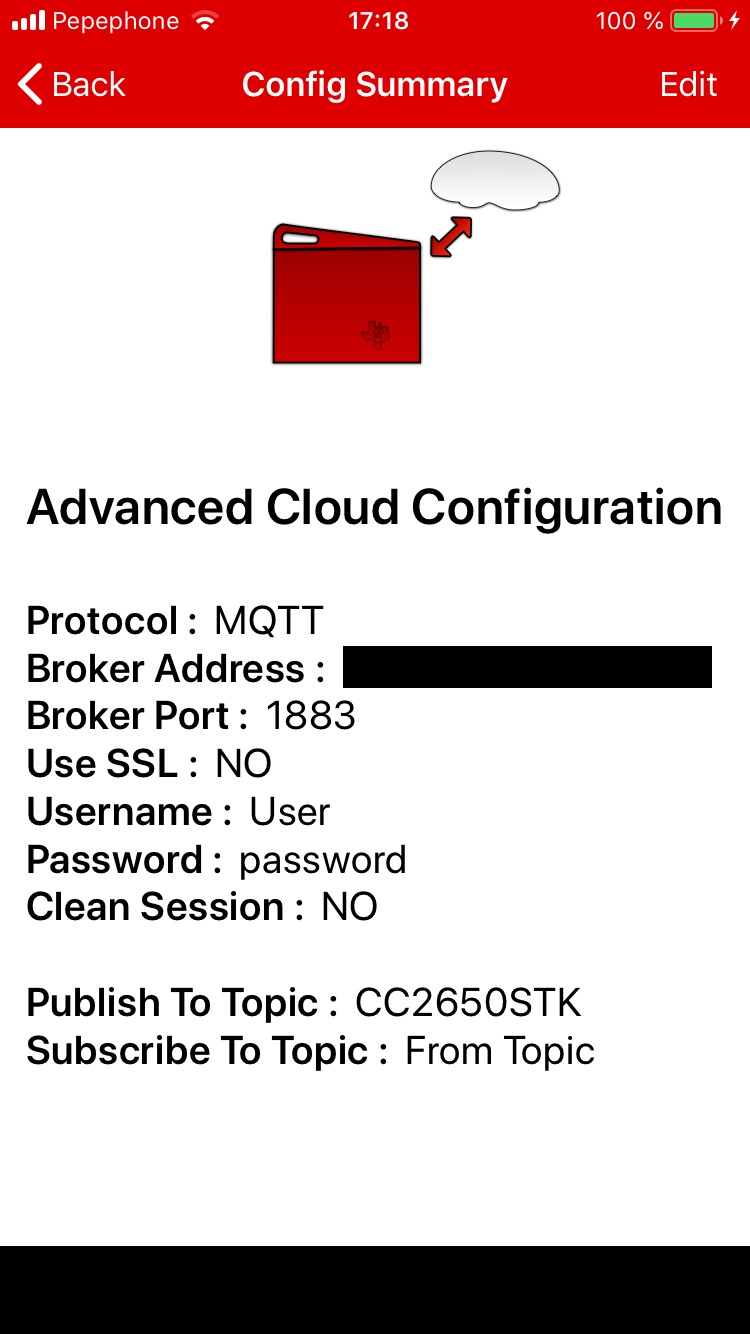 Pepephone 17:18 100 %
Back Config Summary Edit
Advanced Cloud Configuration
Protocol : MQTT
Broker Address :
Broker Port : 1883
Use SSL : NO
Username : User
Password : password
Clean Session : NO
Publish To Topic : CC2650STK
Subscribe To Topic : From Topic